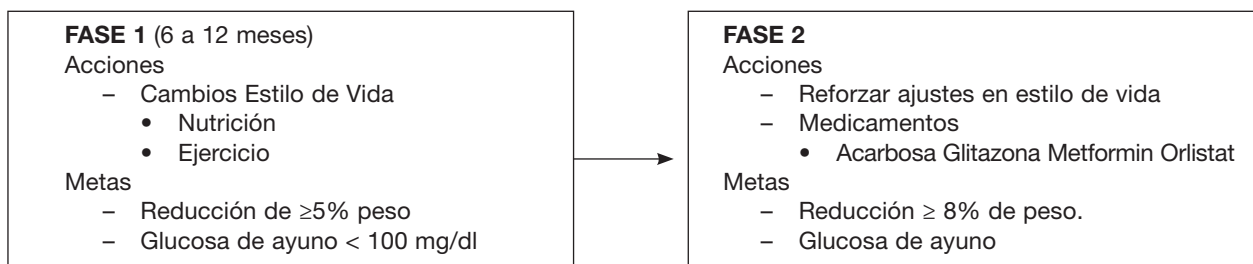 FASE 1 (6 a 12 meses)
Acciones
– Cambios Estilo de Vida
• Nutrición
• Ejercicio
Metas
– Reducción de ≥5% peso
– Glucosa de ayuno < 100 mg/dl
FASE 2
Acciones
– Reforzar ajustes en estilo de vida
– Medicamentos
• Acarbosa Glitazona Metformin Orlistat
Metas
– Reducción ≥ 8% de peso.
– Glucosa de ayuno